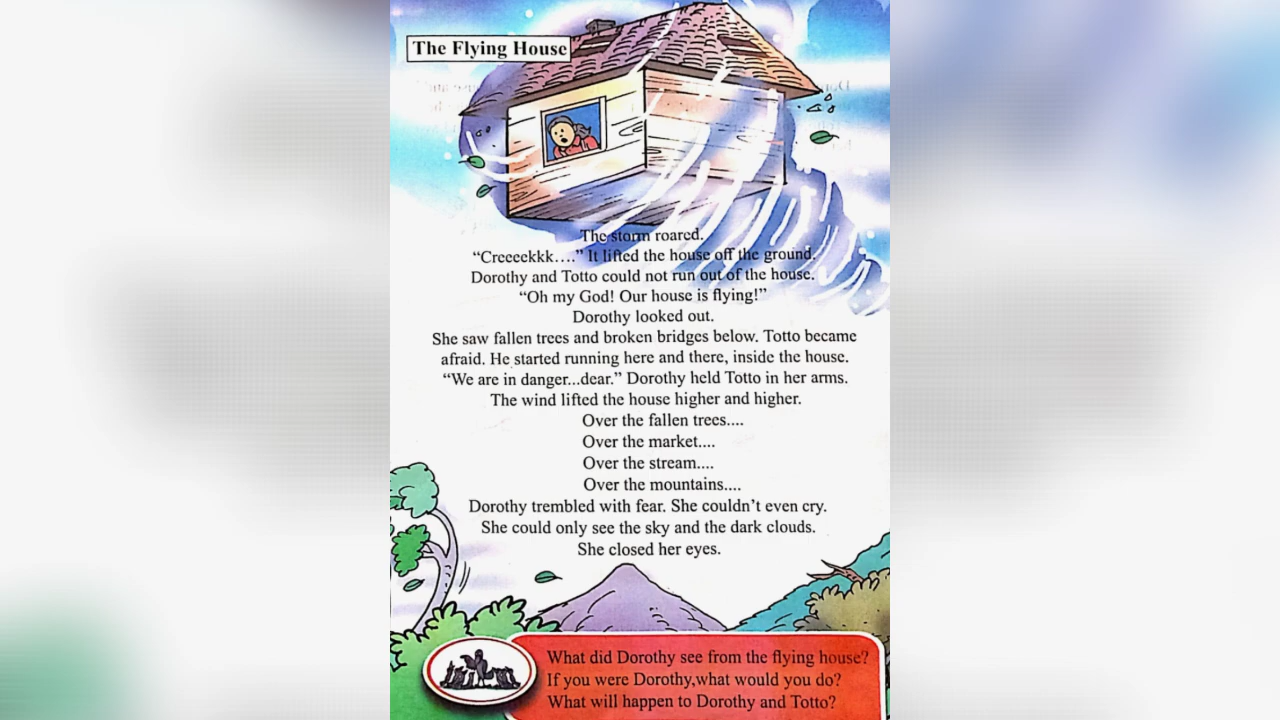 The Flying House
The storm roared.
“Creeeekkk....” It lifted the house off the ground.
Dorothy and Totto could not run out of the house.
“Oh my God! Our house is flying!”
Dorothy looked out.
She saw fallen trees and broken bridges below. Totto became
afraid. He started running here and there, inside the house.
“We are in danger...dear.” Dorothy held Totto in her arms.
The wind lifted the house higher and higher.
Over the fallen trees....
Over the market....
Over the stream....
Over the mountains....
Dorothy trembled with fear. She couldn’t even cry.
She could only see the sky and the dark clouds.
She closed her eyes.
What did Dorothy see from the flying house?
If you were Dorothy,what would you do?
What will happen to Dorothy and Totto?